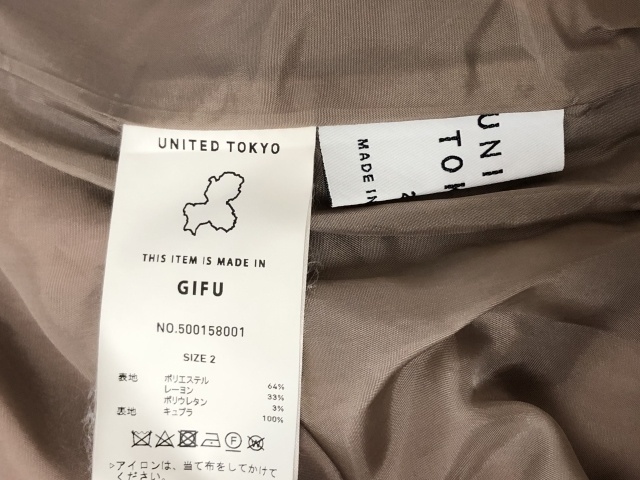 UNITED TOKYO
THIS ITEM IS MADE IN
GIFU
NO.500158001
SIZE 2
表地 ポリエステル 64%
レーヨン 33%
ポリウレタン 3%
裏地 キュプラ 100%
▷アイロンは、当て布をしてかけて
ください。
UNI
TOK
2
MADE IN